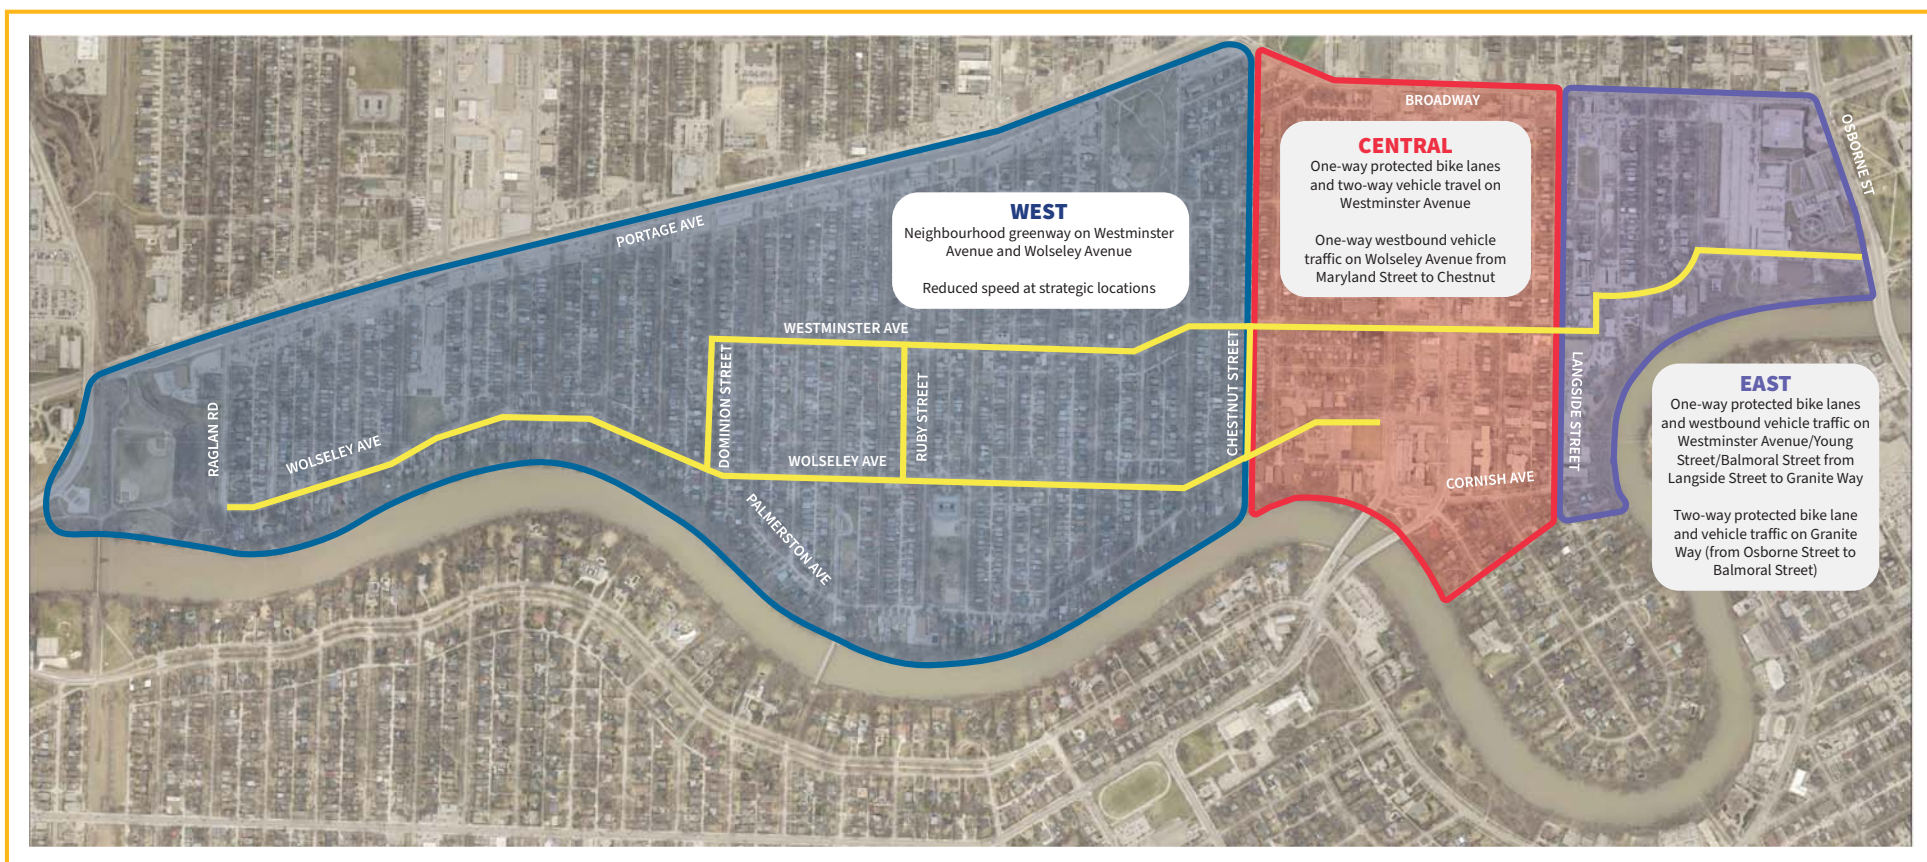 BROADWAY
OSBORNE ST
CENTRAL
One-way protected bike lanes
and two-way vehicle travel on
Westminster Avenue
One-way westbound vehicle
traffic on Wolseley Avenue from
Maryland Street to Chestnut
WEST
Neighbourhood greenway on Westminster
Avenue and Wolseley Avenue
Reduced speed at strategic locations
PORTAGE AVE
WESTMINSTER AVE
DOMINION STREET
RUBY STREET
CHESTNUT STREET
LANGSIDE STREET
RAGLAN RD
WOLSELEY AVE
WOLSELEY AVE
CORNISH AVE
PALMERSTON AVE
EAST
One-way protected bike lanes
and westbound vehicle traffic on
Westminster Avenue/Young
Street/Balmoral Street from
Langside Street to Granite Way
Two-way protected bike lane
and vehicle traffic on Granite
Way (from Osborne Street to
Balmoral Street)